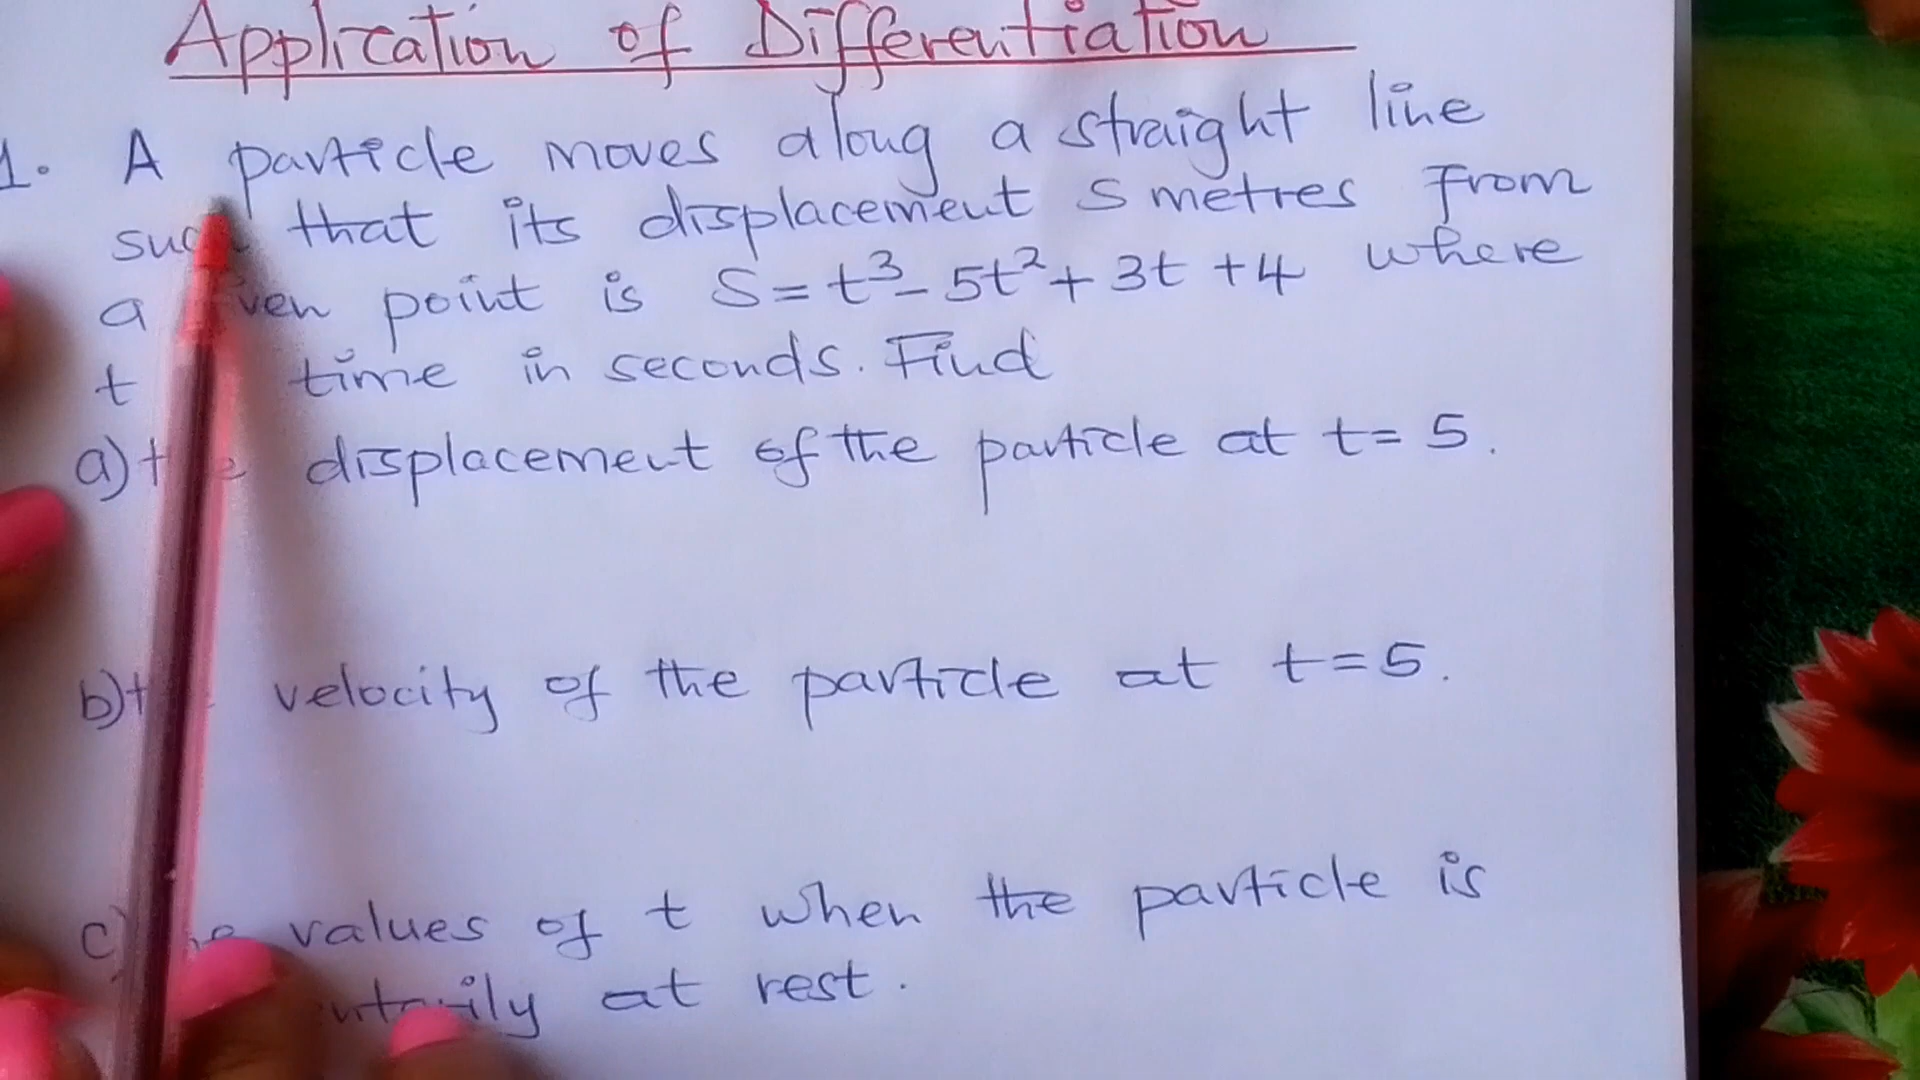 Application of Differentiation
1. A particle moves along a straight line
that its displacement S metres from
a point is S = t³ - 5t² + 3t + 4 where
t time in seconds. Find
a) displacement of the particle at t = 5.
b) velocity of the particle at t = 5.
c) values of t when the particle is
at rest.